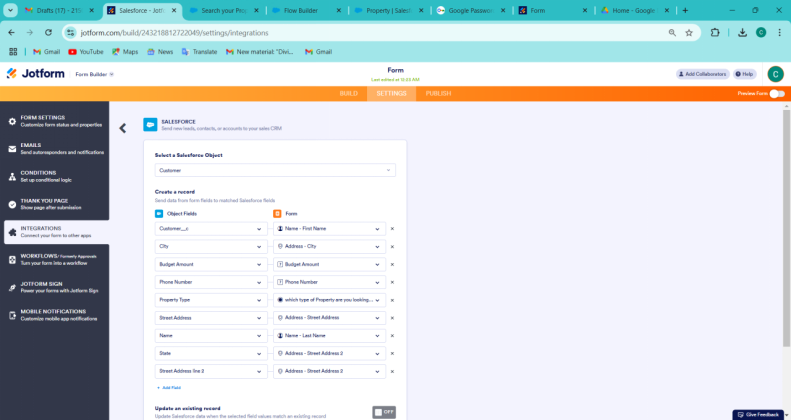 Drafts (17) - 215
Salesforce - Jotf
Search your Prop
Flow Builder
Property | Salesf
Google Passwor
Form
Home - Google
jotform.com/build/243218812722049/settings/integrations
Gmail
YouTube
Maps
News
Translate
New material: "Divi...
Gmail
Jotform
Form Builder
Form
Last edited at 12:35 AM
Add Collaborators
Help
C
BUILD
SETTINGS
PUBLISH
Preview Form
FORM SETTINGS
Customize form status and properties
EMAILS
Send autoresponders and notifications
CONDITIONS
Set up conditional logic
THANK YOU PAGE
Show page after submission
INTEGRATIONS
Connect your form to other apps
WORKFLOWS/ Formerly Approvals
Turn your form into a workflow
JOTFORM SIGN
Power your forms with Jotform Sign
MOBILE NOTIFICATIONS
Customize mobile app notifications
SALESFORCE
Send new leads, contacts, or accounts to your sales CRM
Select a Salesforce Object
Customer
Create a record
Send data from form fields to matched Salesforce fields
Object Fields
Form
Customer__c
Name - First Name
City
Address - City
Budget Amount
Budget Amount
Phone Number
Phone Number
Property Type
which type of Property are you looking...
Street Address
Address - Street Address
Name
Name - Last Name
State
Address - Street Address 2
Street Address line 2
Address - Street Address 2
+ Add Field
Update an existing record
OFF
Update Salesforce data when the selected field values match an existing record
Give Feedback